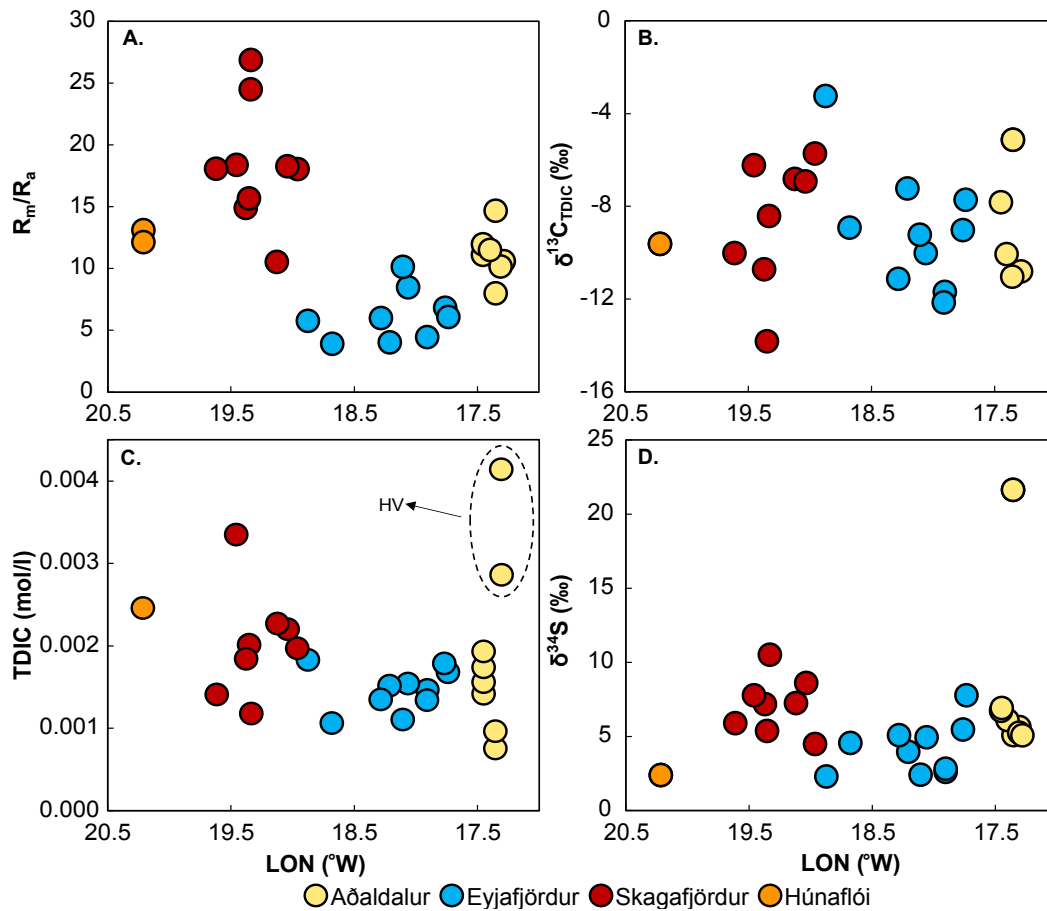 A.
30
25
20
15
10
5
0
Rm/Ra
20.5 19.5 18.5 17.5
B.
0
-4
-8
-12
-16
δ13CTDIC (‰)
20.5 19.5 18.5 17.5
C.
0.004
0.003
0.002
0.001
0.000
TDIC (mol/l)
HV
20.5 19.5 18.5 17.5
LON (°W)
D.
25
20
15
10
5
0
δ34S (‰)
20.5 19.5 18.5 17.5
LON (°W)
Aðaldalur Eyjafjördur Skagafjördur Húnaflói